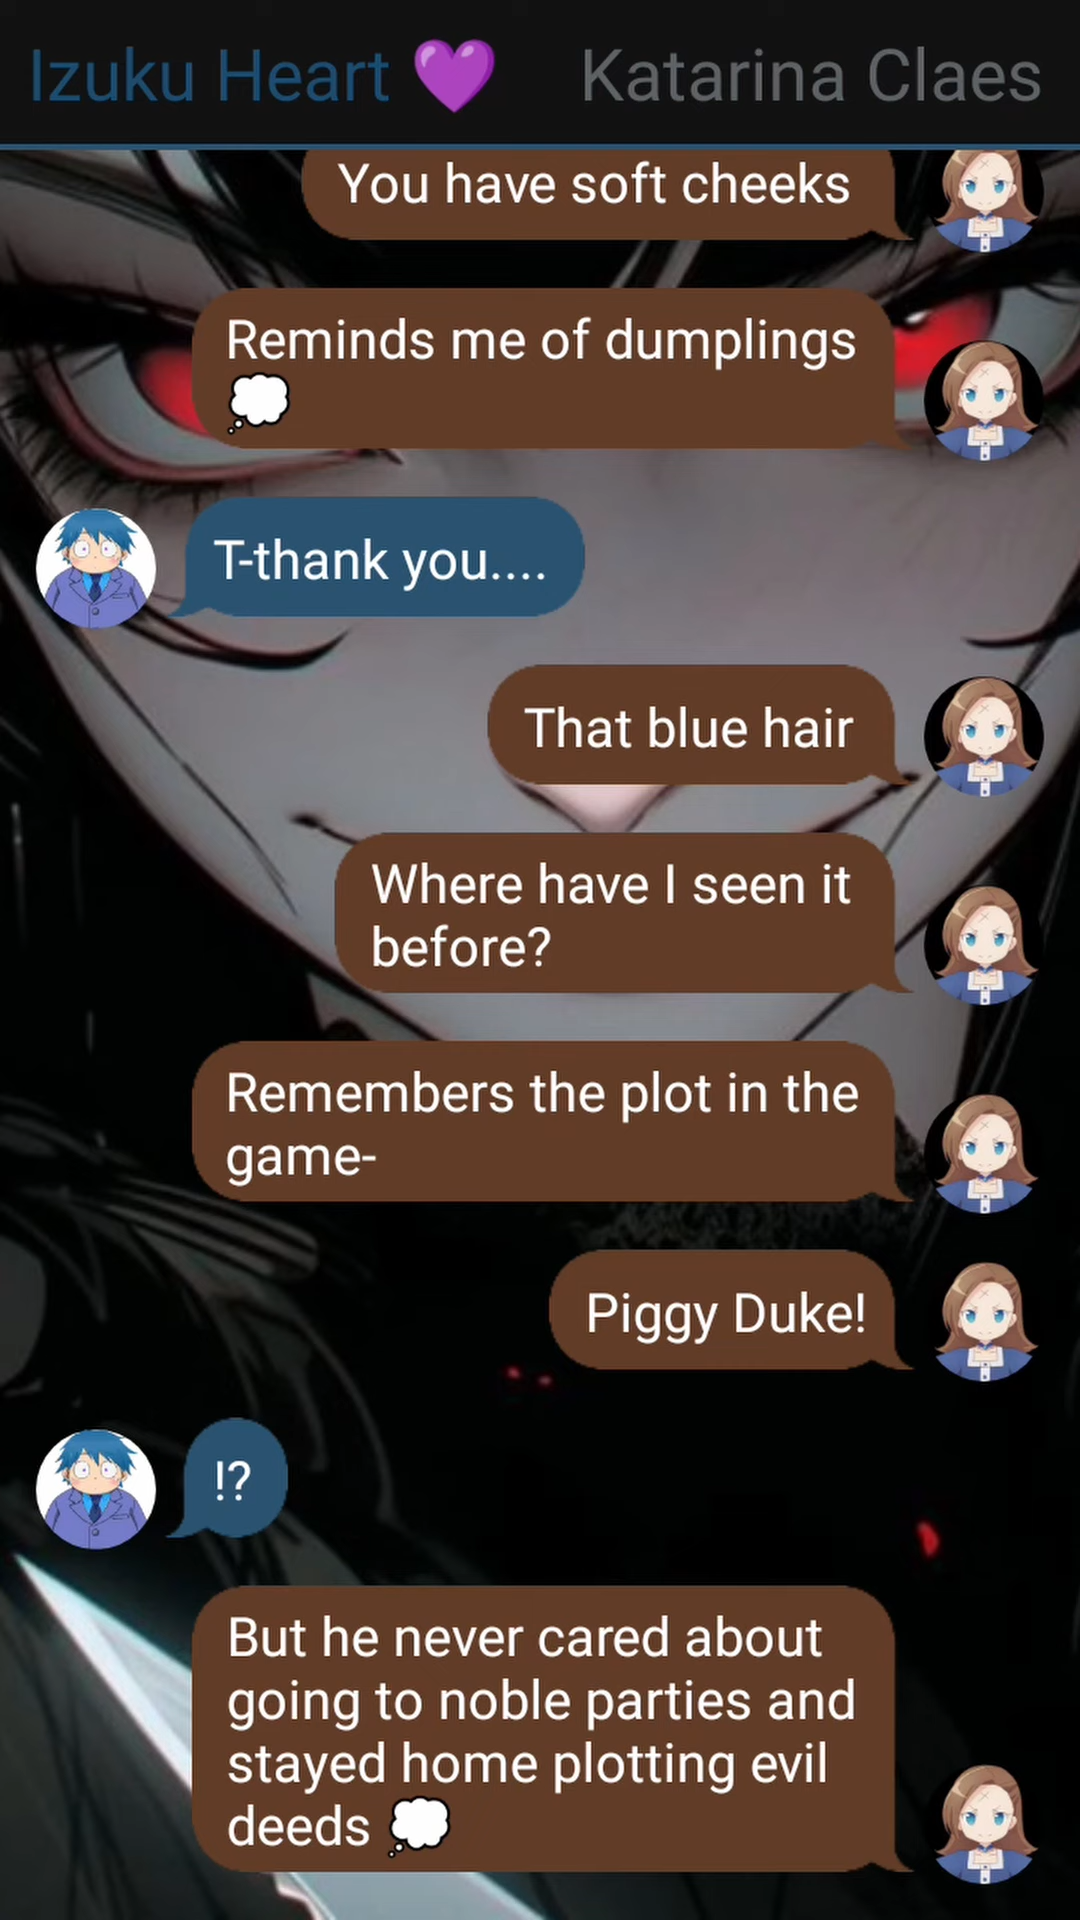 Izuku Heart 💜 Katarina Claes
You have soft cheeks
Reminds me of dumplings
💭
T-thank you....
That blue hair
Where have I seen it
before?
Remembers the plot in the
game-
Piggy Duke!
!?
But he never cared about
going to noble parties and
stayed home plotting evil
deeds 💭